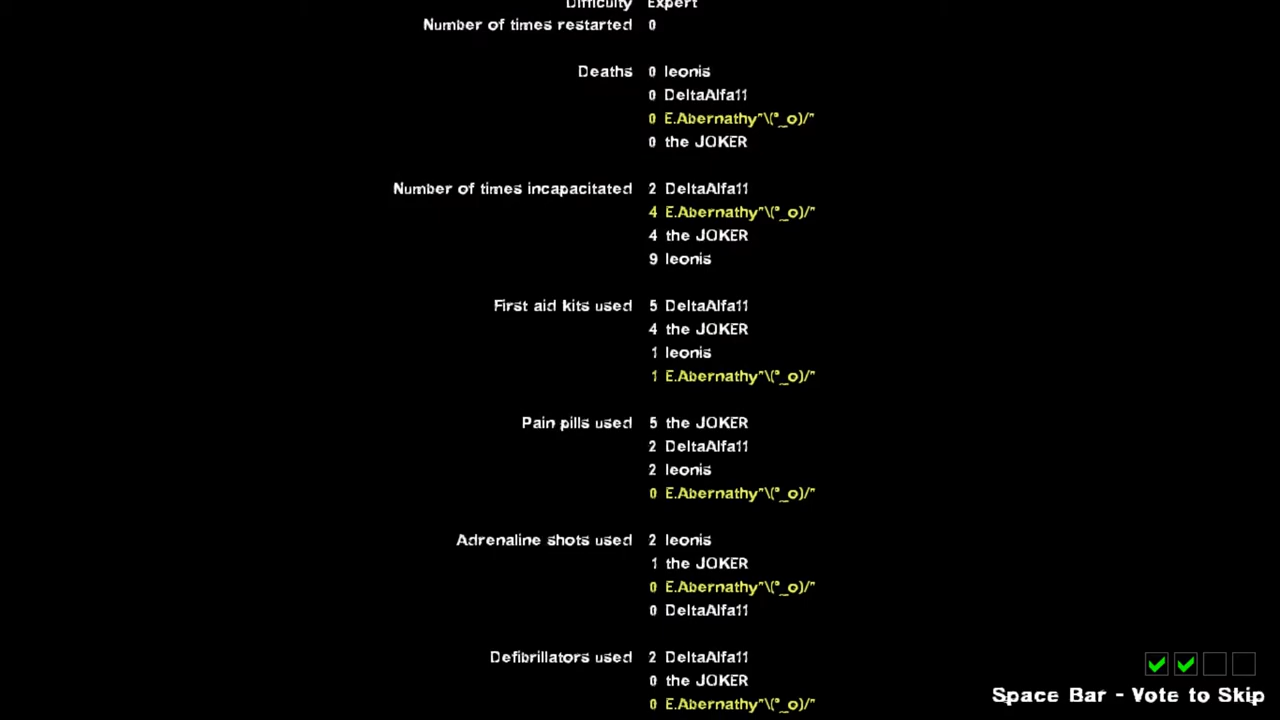 Difficulty Expert
Number of times restarted 0
Deaths 0 leonis
0 DeltaAlfa11
0 E.Abernathy"\(°_o)/"
0 the JOKER
Number of times incapacitated 2 DeltaAlfa11
4 E.Abernathy"\(°_o)/"
4 the JOKER
9 leonis
First aid kits used 5 DeltaAlfa11
4 the JOKER
1 leonis
1 E.Abernathy"\(°_o)/"
Pain pills used 5 the JOKER
2 DeltaAlfa11
2 leonis
0 E.Abernathy"\(°_o)/"
Adrenaline shots used 2 leonis
1 the JOKER
0 E.Abernathy"\(°_o)/"
0 DeltaAlfa11
Defibrillators used 2 DeltaAlfa11
0 the JOKER
0 E.Abernathy"\(°_o)/"
Space Bar - Vote to Skip